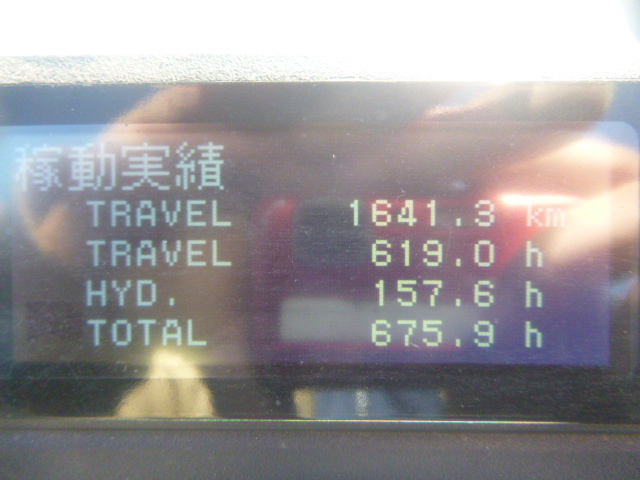 稼動実績
TRAVEL 1641.3 km
TRAVEL 619.0 h
HYD. 157.6 h
TOTAL 675.9 h